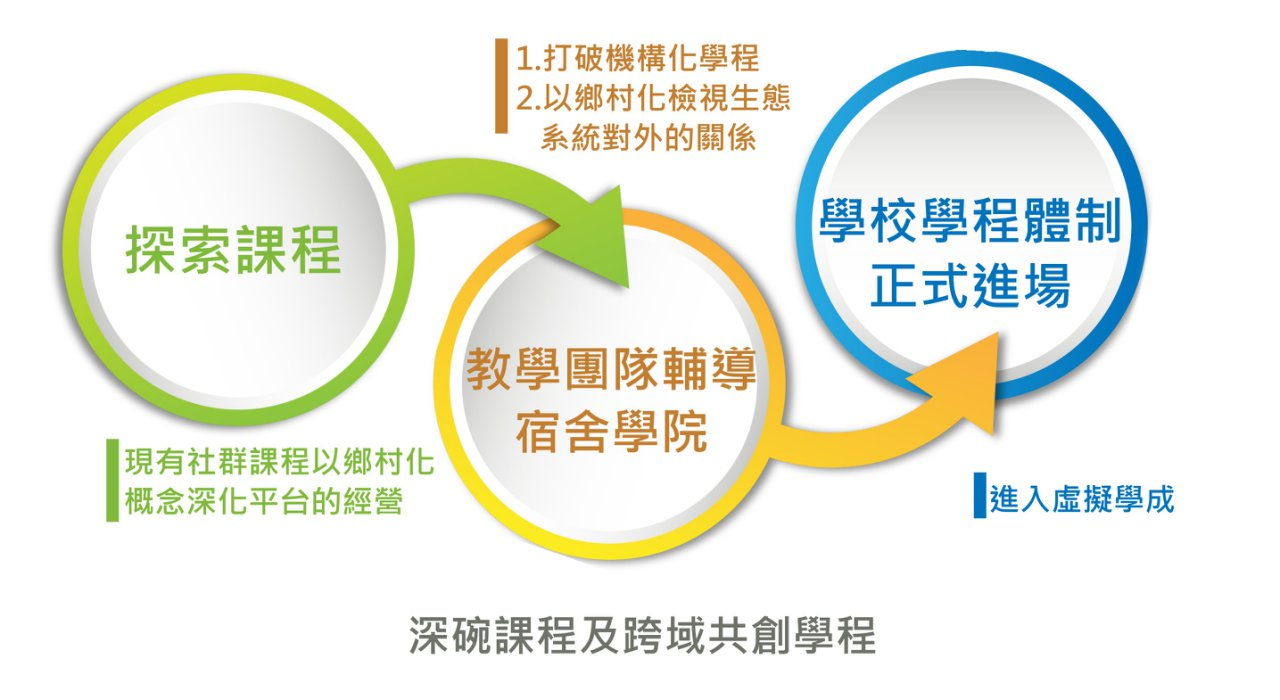 探索課程
現有社群課程以鄉村化
概念深化平台的經營
1.打破機構化學程
2.以鄉村化檢視生態
系統對外的關係
教學團隊輔導
宿舍學院
學校學程體制
正式進場
進入虛擬學成
深碗課程及跨域共創學程